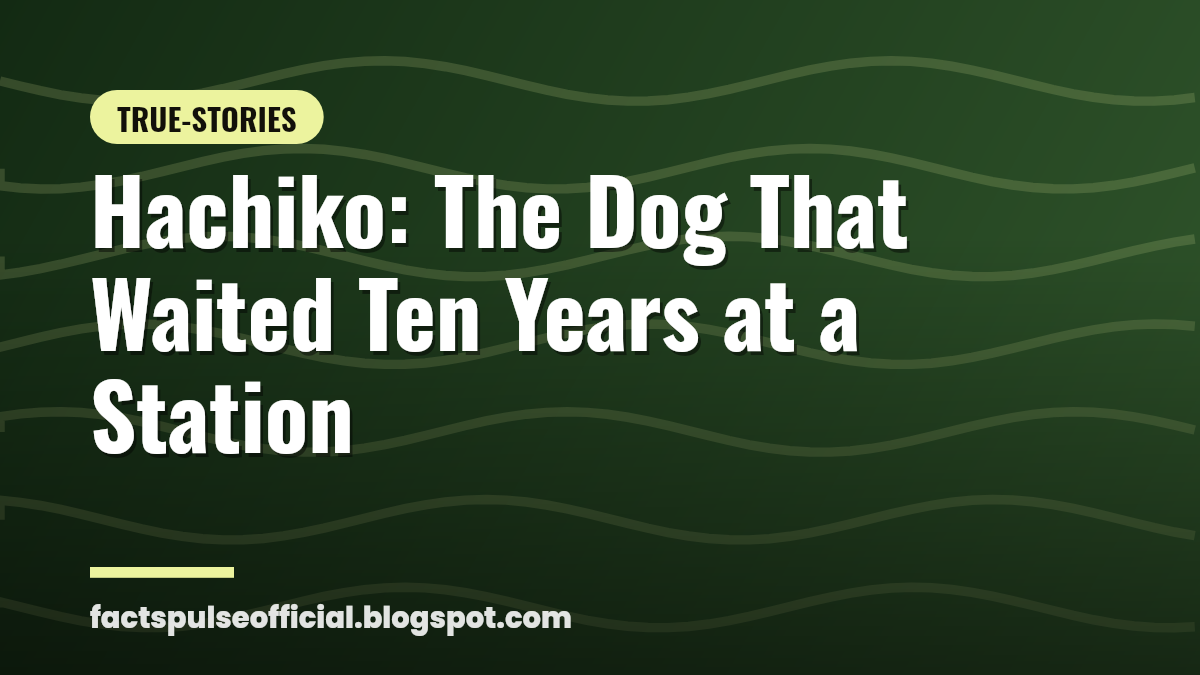 TRUE-STORIES
Hachiko: The Dog That
Waited Ten Years at a
Station
factspulseofficial.blogspot.com